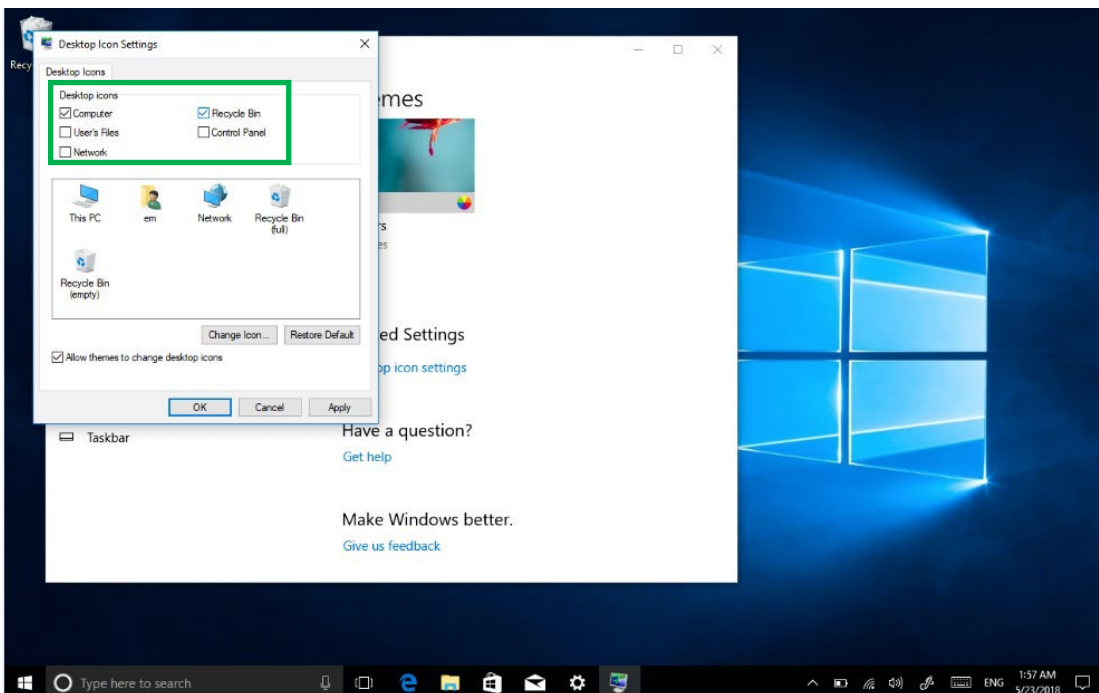 Desktop Icon Settings
Desktop Icons
Desktop icons
Computer
Recycle Bin
User's Files
Control Panel
Network
This PC
em
Network
Recycle Bin
(full)
Recycle Bin
(empty)
Change Icon...
Restore Default
Allow themes to change desktop icons
OK
Cancel
Apply
Recy
emes
rs
es
ed Settings
op icon settings
Taskbar
Have a question?
Get help
Make Windows better.
Give us feedback
Type here to search
ENG
1:57 AM
5/23/2018